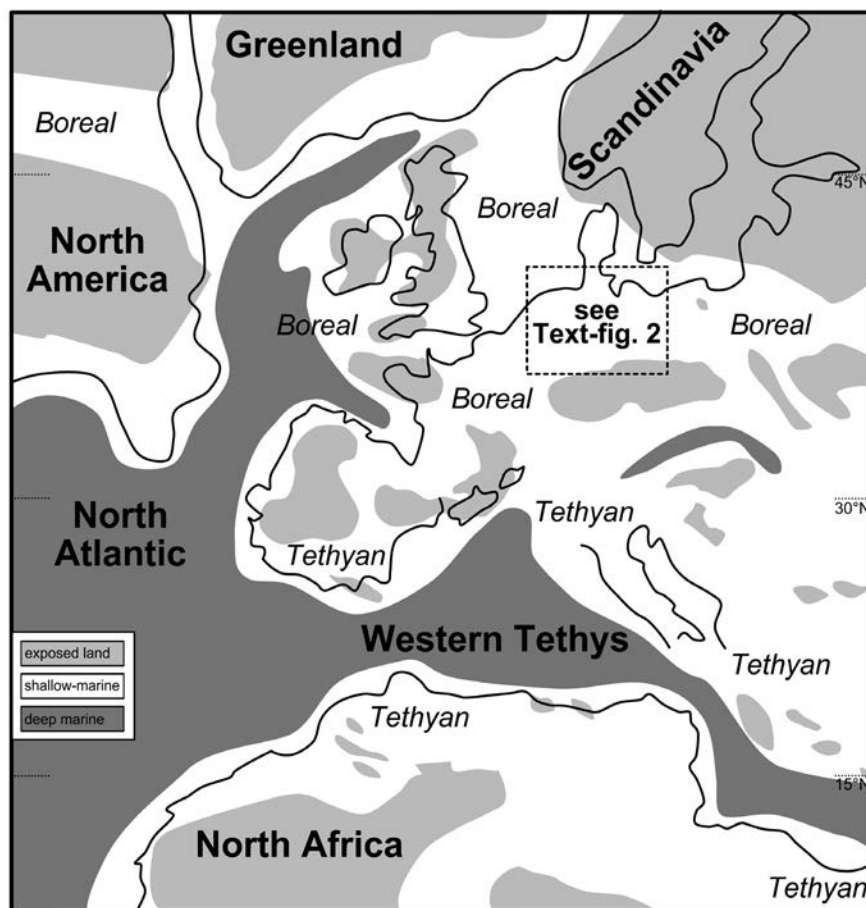 Greenland
Scandinavia
Boreal
45°N
Boreal
North
America
see
Text-fig. 2
Boreal
Boreal
Boreal
North
Atlantic
30°N
Tethyan
Tethyan
exposed land
shallow-marine
deep marine
Western Tethys
Tethyan
Tethyan
15°N
North Africa
Tethyan